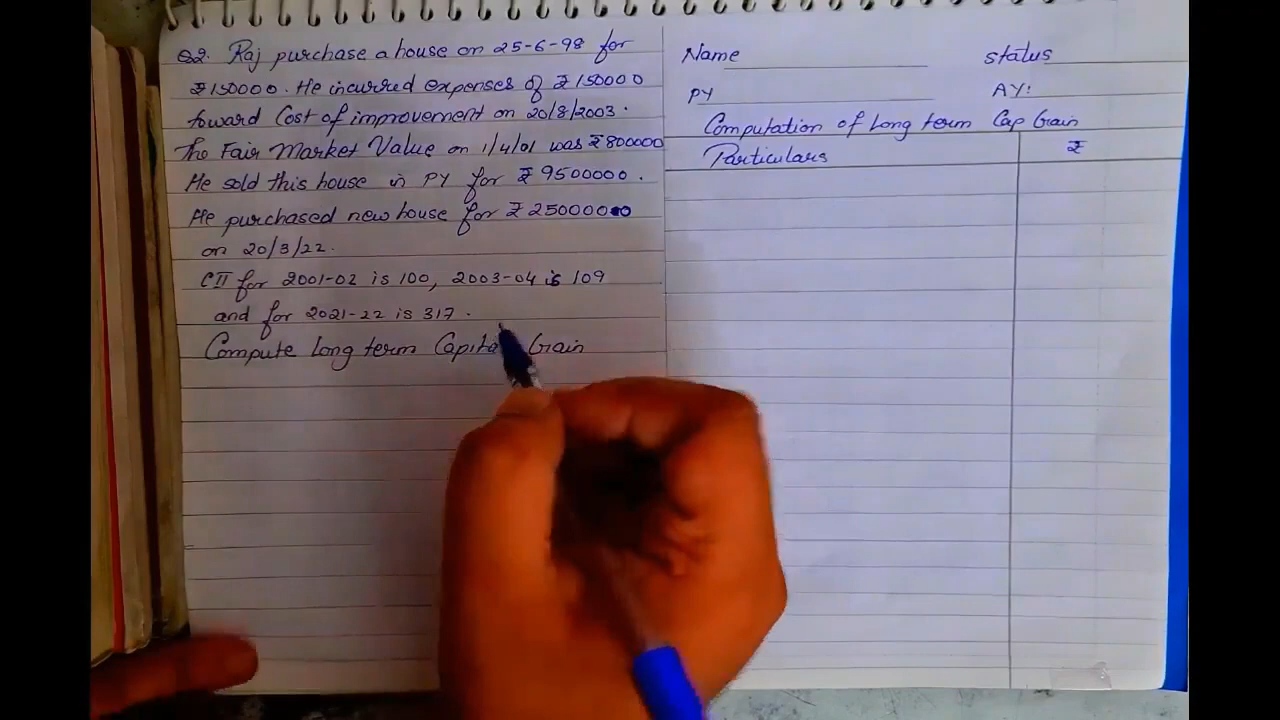 Q2. Raj purchase a house on 25-6-98 for
₹150000. He incurred expenses of ₹150000
toward Cost of improvement on 20/8/2003.
The Fair Market Value on 1/4/01 was ₹800000
He sold this house in PY for ₹9500000.
He purchased new house for ₹2500000
on 20/3/22.
CII for 2001-02 is 100, 2003-04 is 109
and for 2021-22 is 317.
Compute long term Capital Gain
Name status
PY AY:
Computation of Long term Cap Gain
Particulars ₹